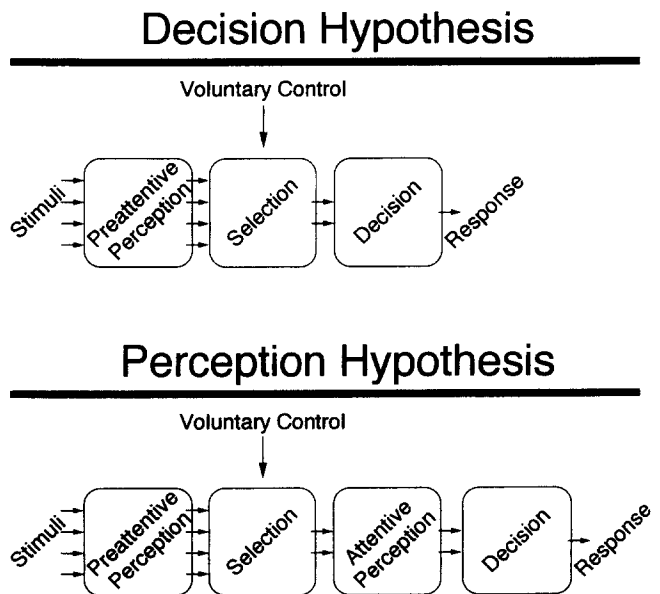 Decision Hypothesis
Voluntary Control
Stimuli
Preattentive
Perception
Selection
Decision
Response
Perception Hypothesis
Voluntary Control
Stimuli
Preattentive
Perception
Selection
Attentive
Perception
Decision
Response